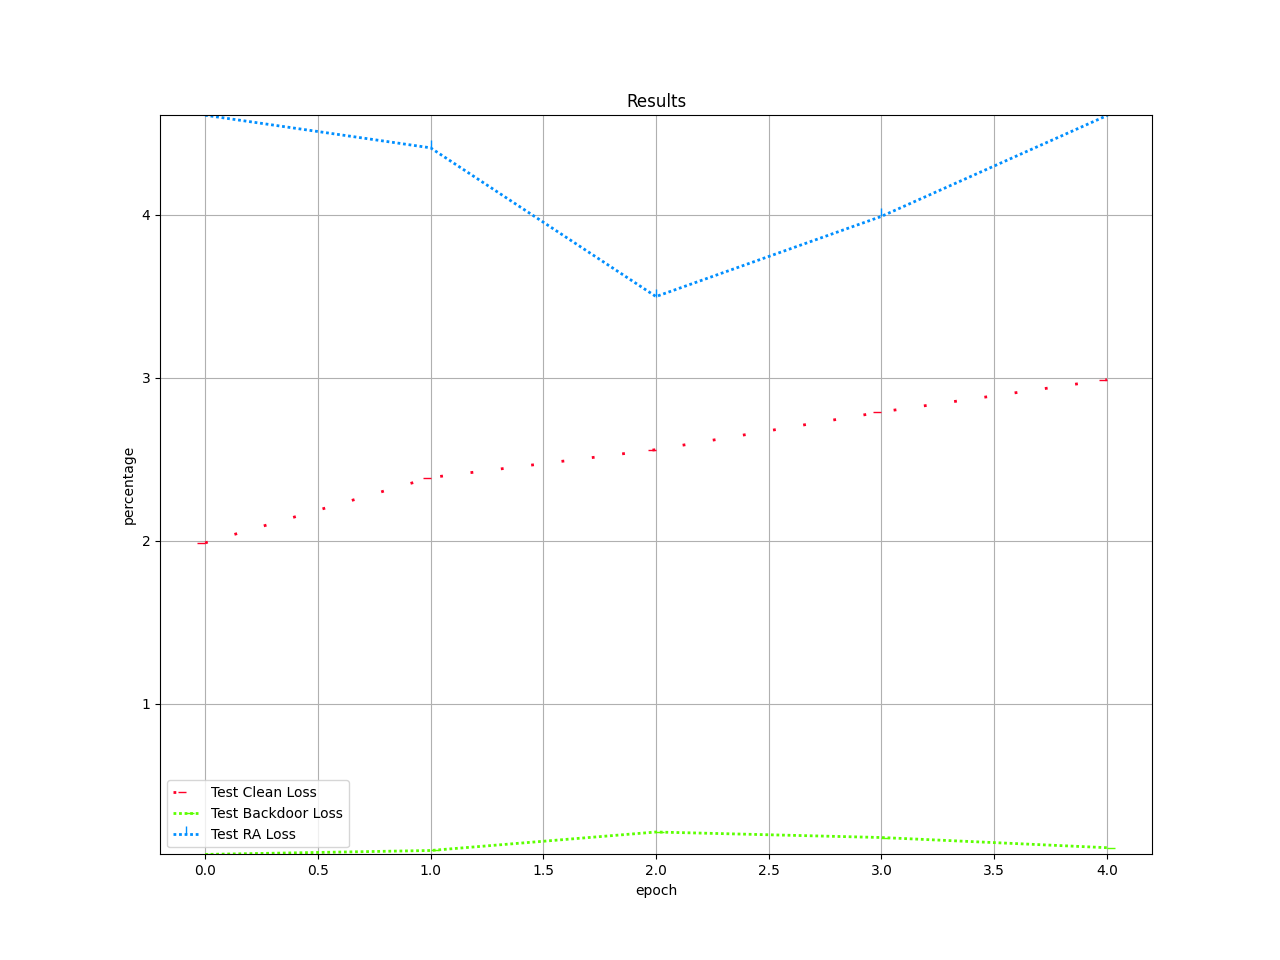 Results
4
3
2
1
percentage
Test Clean Loss
Test Backdoor Loss
Test RA Loss
0.0 0.5 1.0 1.5 2.0 2.5 3.0 3.5 4.0
epoch